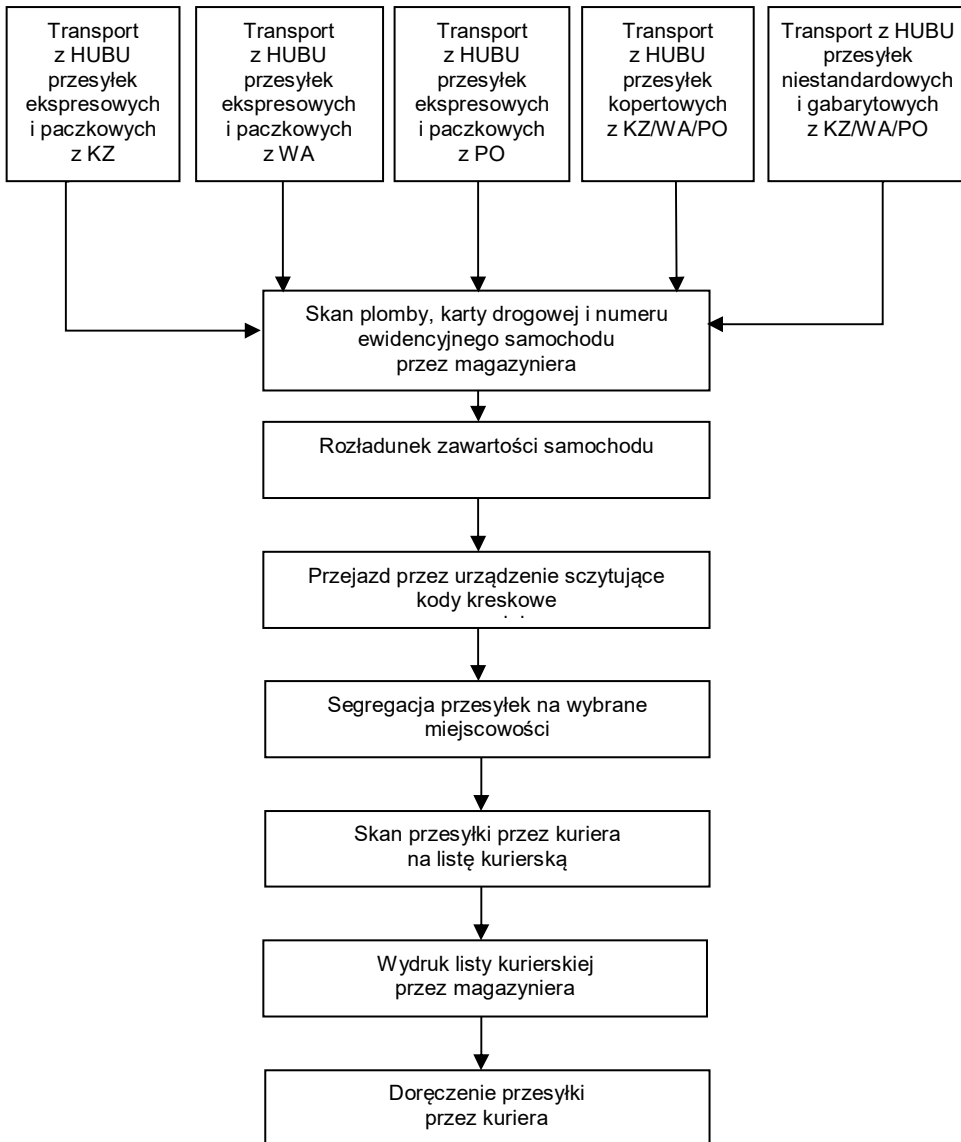 Transport
z HUBU
przesyłek
ekspresowych
i paczkowych
z KZ
Transport
z HUBU
przesyłek
ekspresowych
i paczkowych
z WA
Transport
z HUBU
przesyłek
ekspresowych
i paczkowych
z PO
Transport
z HUBU
przesyłek
kopertowych
z KZ/WA/PO
Transport z HUBU
przesyłek
niestandardowych
i gabarytowych
z KZ/WA/PO
Skan plomby, karty drogowej i numeru
ewidencyjnego samochodu
przez magazyniera
Rozładunek zawartości samochodu
Przejazd przez urządzenie sczytujące
kody kreskowe
Segregacja przesyłek na wybrane
miejscowości
Skan przesyłki przez kuriera
na listę kurierską
Wydruk listy kurierskiej
przez magazyniera
Doręczenie przesyłki
przez kuriera